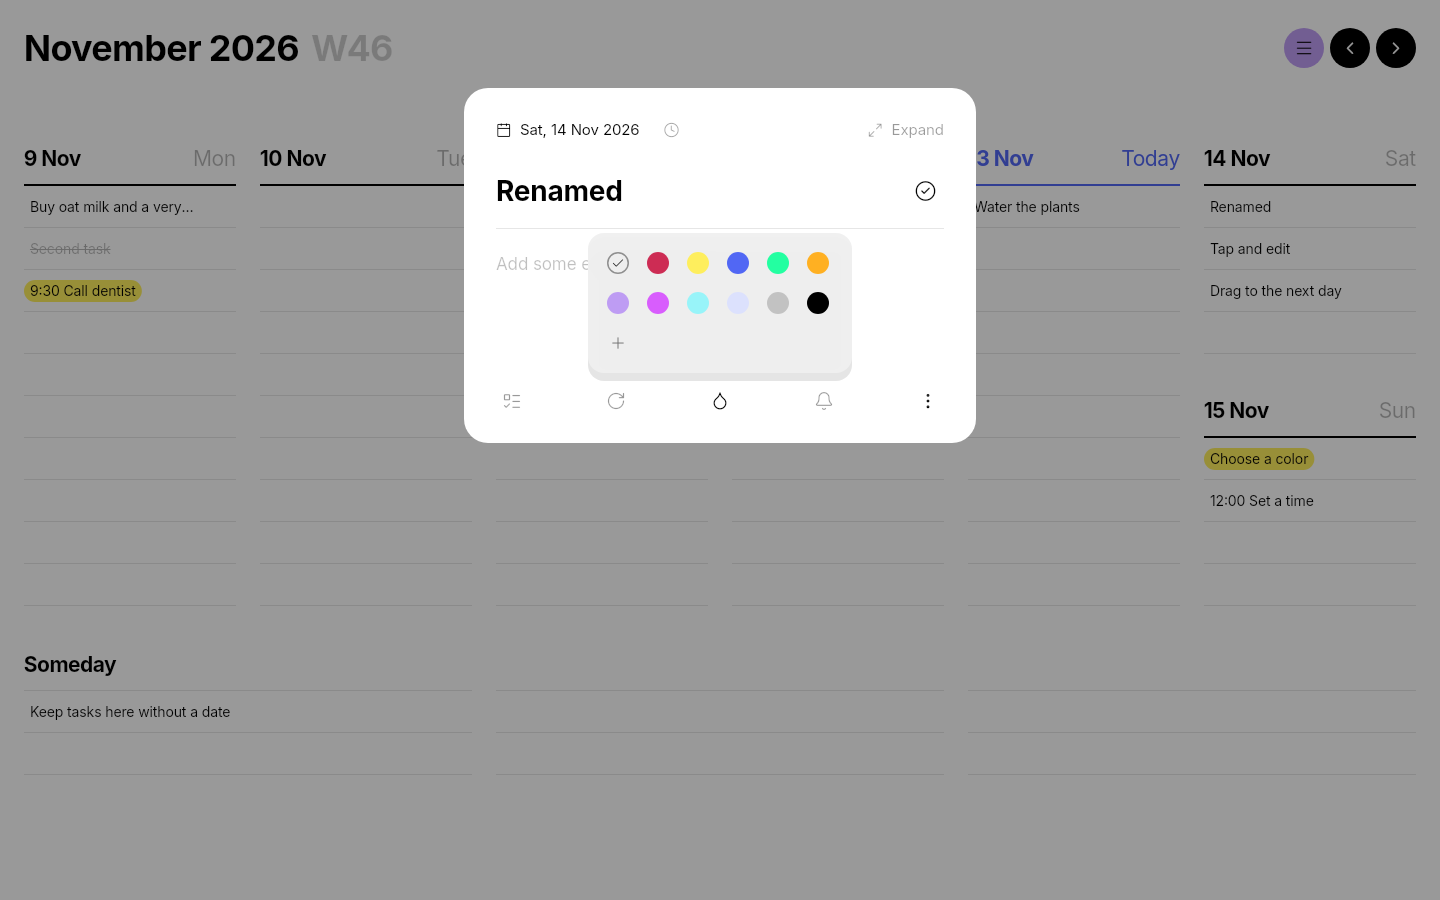 November 2026 W46
Sat, 14 Nov 2026
Expand
Renamed
Add some e
9 Nov Mon
Buy oat milk and a very...
Second task
9:30 Call dentist
10 Nov Tue
3 Nov Today
Water the plants
14 Nov Sat
Renamed
Tap and edit
Drag to the next day
15 Nov Sun
Choose a color
12:00 Set a time
Someday
Keep tasks here without a date